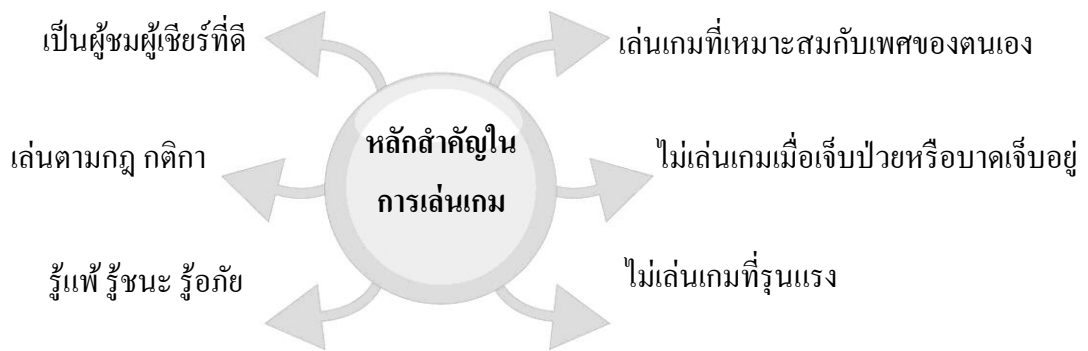 เป็นผู้ชมผู้เชียร์ที่ดี
เล่นเกมที่เหมาะสมกับเพศของตนเอง
หลักสำคัญใน
การเล่นเกม
เล่นตามกฎ กติกา
ไม่เล่นเกมเมื่อเจ็บป่วยหรือบาดเจ็บอยู่
รู้แพ้ รู้ชนะ รู้อภัย
ไม่เล่นเกมที่รุนแรง